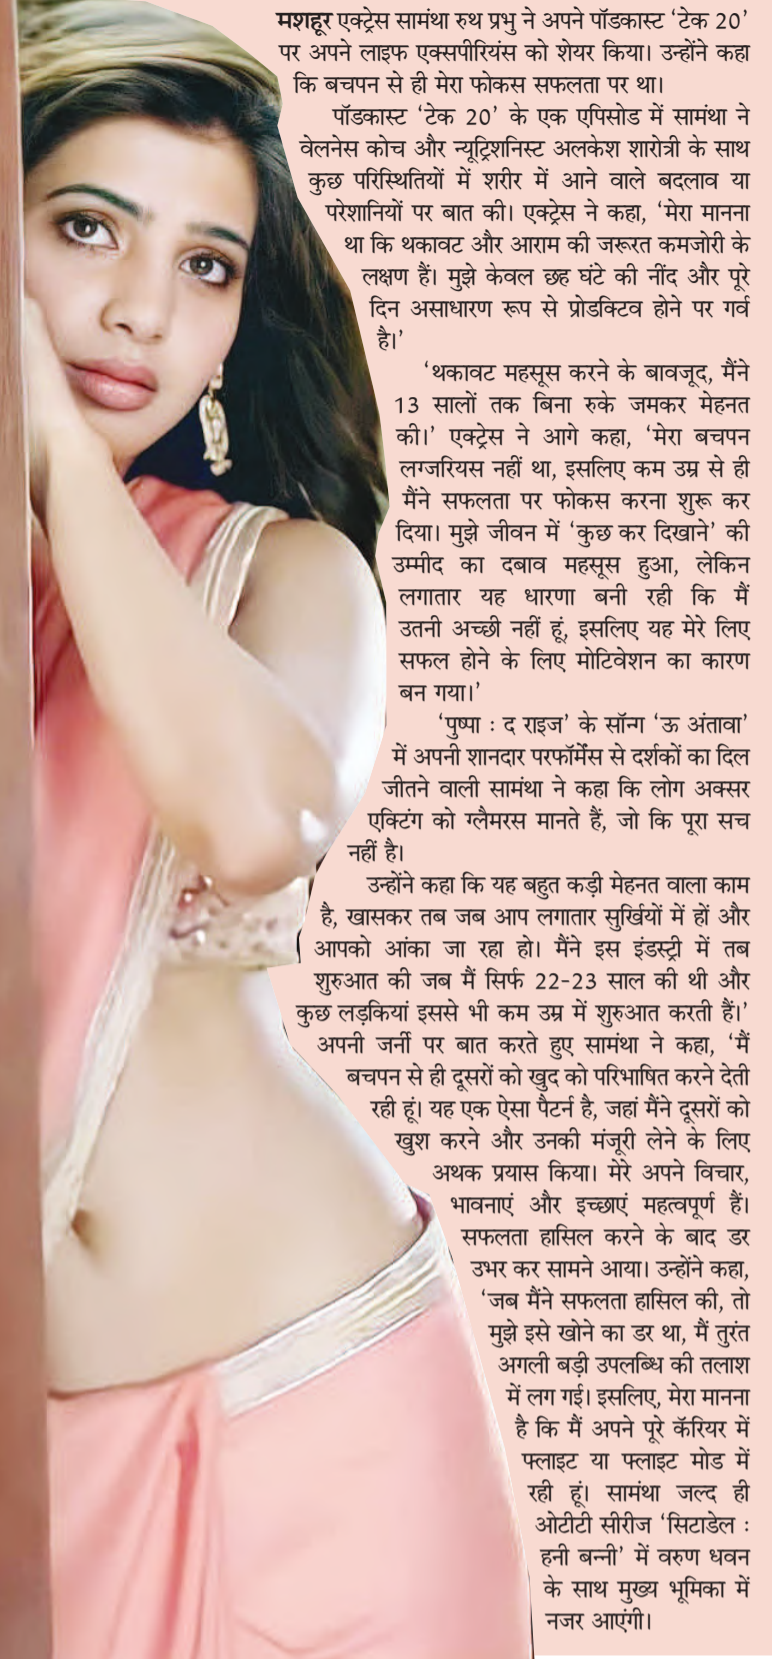 मशहूर एक्ट्रेस सामंथा रुथ प्रभु ने अपने पॉडकास्ट ‘टेक 20’
पर अपने लाइफ एक्सपीरियंस को शेयर किया। उन्होंने कहा
कि बचपन से ही मेरा फोकस सफलता पर था।
पॉडकास्ट ‘टेक 20’ के एक एपिसोड में सामंथा ने
वेलनेस कोच और न्यूट्रिशनिस्ट अलकेश शारोत्री के साथ
कुछ परिस्थितियों में शरीर में आने वाले बदलाव या
परेशानियों पर बात की। एक्ट्रेस ने कहा, ‘मेरा मानना
था कि थकावट और आराम की जरूरत कमजोरी के
लक्षण हैं। मुझे केवल छह घंटे की नींद और पूरे
दिन असाधारण रूप से प्रोडक्टिव होने पर गर्व
है।’
‘थकावट महसूस करने के बावजूद, मैंने
13 सालों तक बिना रुके जमकर मेहनत
की।’ एक्ट्रेस ने आगे कहा, ‘मेरा बचपन
लग्जरियस नहीं था, इसलिए कम उम्र से ही
मैंने सफलता पर फोकस करना शुरू कर
दिया। मुझे जीवन में ‘कुछ कर दिखाने’ की
उम्मीद का दबाव महसूस हुआ, लेकिन
लगातार यह धारणा बनी रही कि मैं
उतनी अच्छी नहीं हूं, इसलिए यह मेरे लिए
सफल होने के लिए मोटिवेशन का कारण
बन गया।’
‘पुष्पा : द राइज’ के सॉन्ग ‘ऊ अंतावा’
में अपनी शानदार परफॉर्मेंस से दर्शकों का दिल
जीतने वाली सामंथा ने कहा कि लोग अक्सर
एक्टिंग को ग्लैमरस मानते हैं, जो कि पूरा सच
नहीं है।
उन्होंने कहा कि यह बहुत कड़ी मेहनत वाला काम
है, खासकर तब जब आप लगातार सुर्खियों में हों और
आपको आंका जा रहा हो। मैंने इस इंडस्ट्री में तब
शुरुआत की जब मैं सिर्फ 22-23 साल की थी और
कुछ लड़कियां इससे भी कम उम्र में शुरुआत करती हैं।’
अपनी जर्नी पर बात करते हुए सामंथा ने कहा, ‘मैं
बचपन से ही दूसरों को खुद को परिभाषित करने देती
रही हूं। यह एक ऐसा पैटर्न है, जहां मैंने दूसरों को
खुश करने और उनकी मंजूरी लेने के लिए
अथक प्रयास किया। मेरे अपने विचार,
भावनाएं और इच्छाएं महत्वपूर्ण हैं।
सफलता हासिल करने के बाद डर
उभर कर सामने आया। उन्होंने कहा,
‘जब मैंने सफलता हासिल की, तो
मुझे इसे खोने का डर था, मैं तुरंत
अगली बड़ी उपलब्धि की तलाश
में लग गई। इसलिए, मेरा मानना
है कि मैं अपने पूरे कॅरियर में
फ्लाइट या फ्लाइट मोड में
रही हूं। सामंथा जल्द ही
ओटीटी सीरीज ‘सिटाडेल :
हनी बन्नी’ में वरुण धवन
के साथ मुख्य भूमिका में
नजर आएंगी।